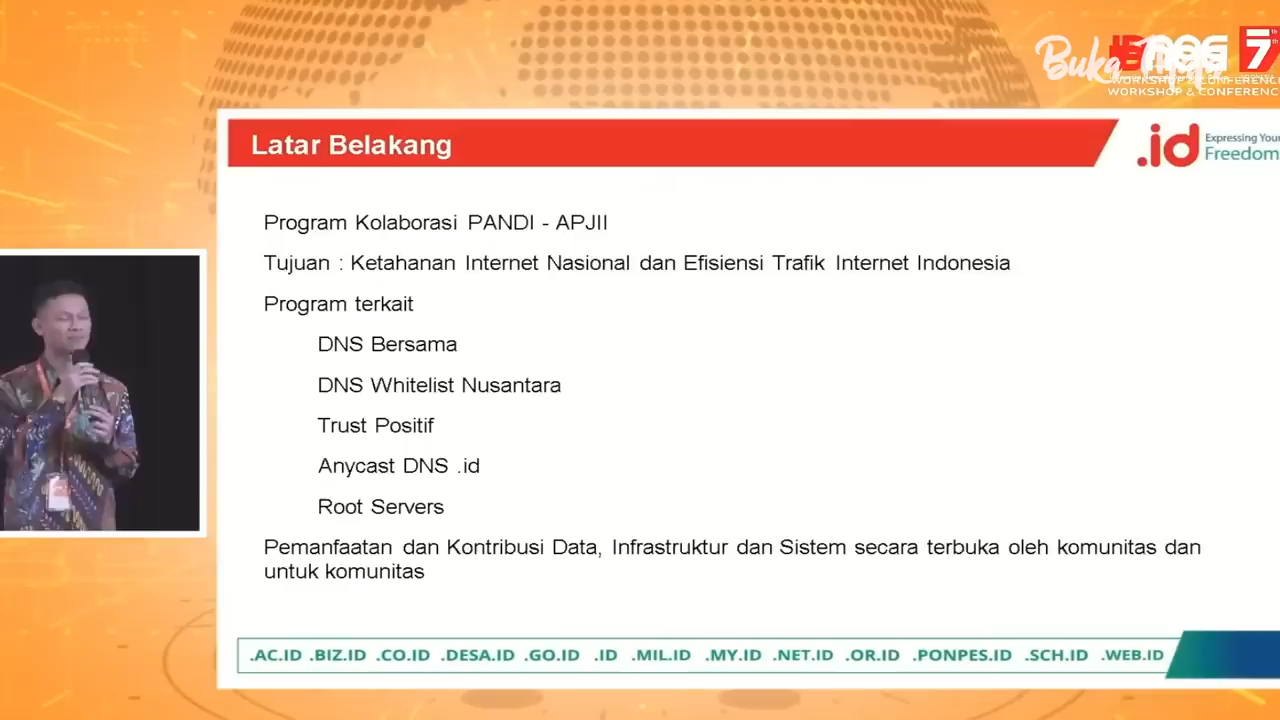 WORKSHOP & CONFERENCE
Latar Belakang
.id
Expressing Your
Freedom
Program Kolaborasi PANDI - APJII
Tujuan : Ketahanan Internet Nasional dan Efisiensi Trafik Internet Indonesia
Program terkait
DNS Bersama
DNS Whitelist Nusantara
Trust Positif
Anycast DNS .id
Root Servers
Pemanfaatan dan Kontribusi Data, Infrastruktur dan Sistem secara terbuka oleh komunitas dan
untuk komunitas
.AC.ID .BIZ.ID .CO.ID .DESA.ID .GO.ID .ID .MIL.ID .MY.ID .NET.ID .OR.ID .PONPES.ID .SCH.ID .WEB.ID